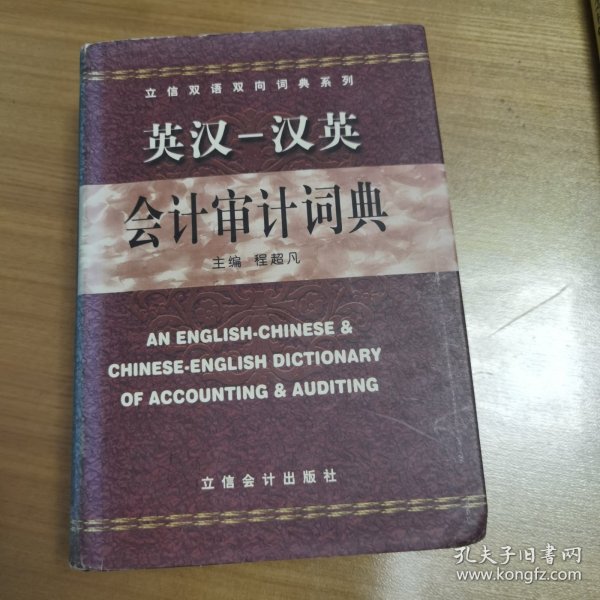 立信双语双向词典系列
英汉－汉英
会计审计词典
主编 程超凡
AN ENGLISH-CHINESE &
CHINESE-ENGLISH DICTIONARY
OF ACCOUNTING & AUDITING
立信会计出版社
孔夫子旧书网
www.kongfz.com